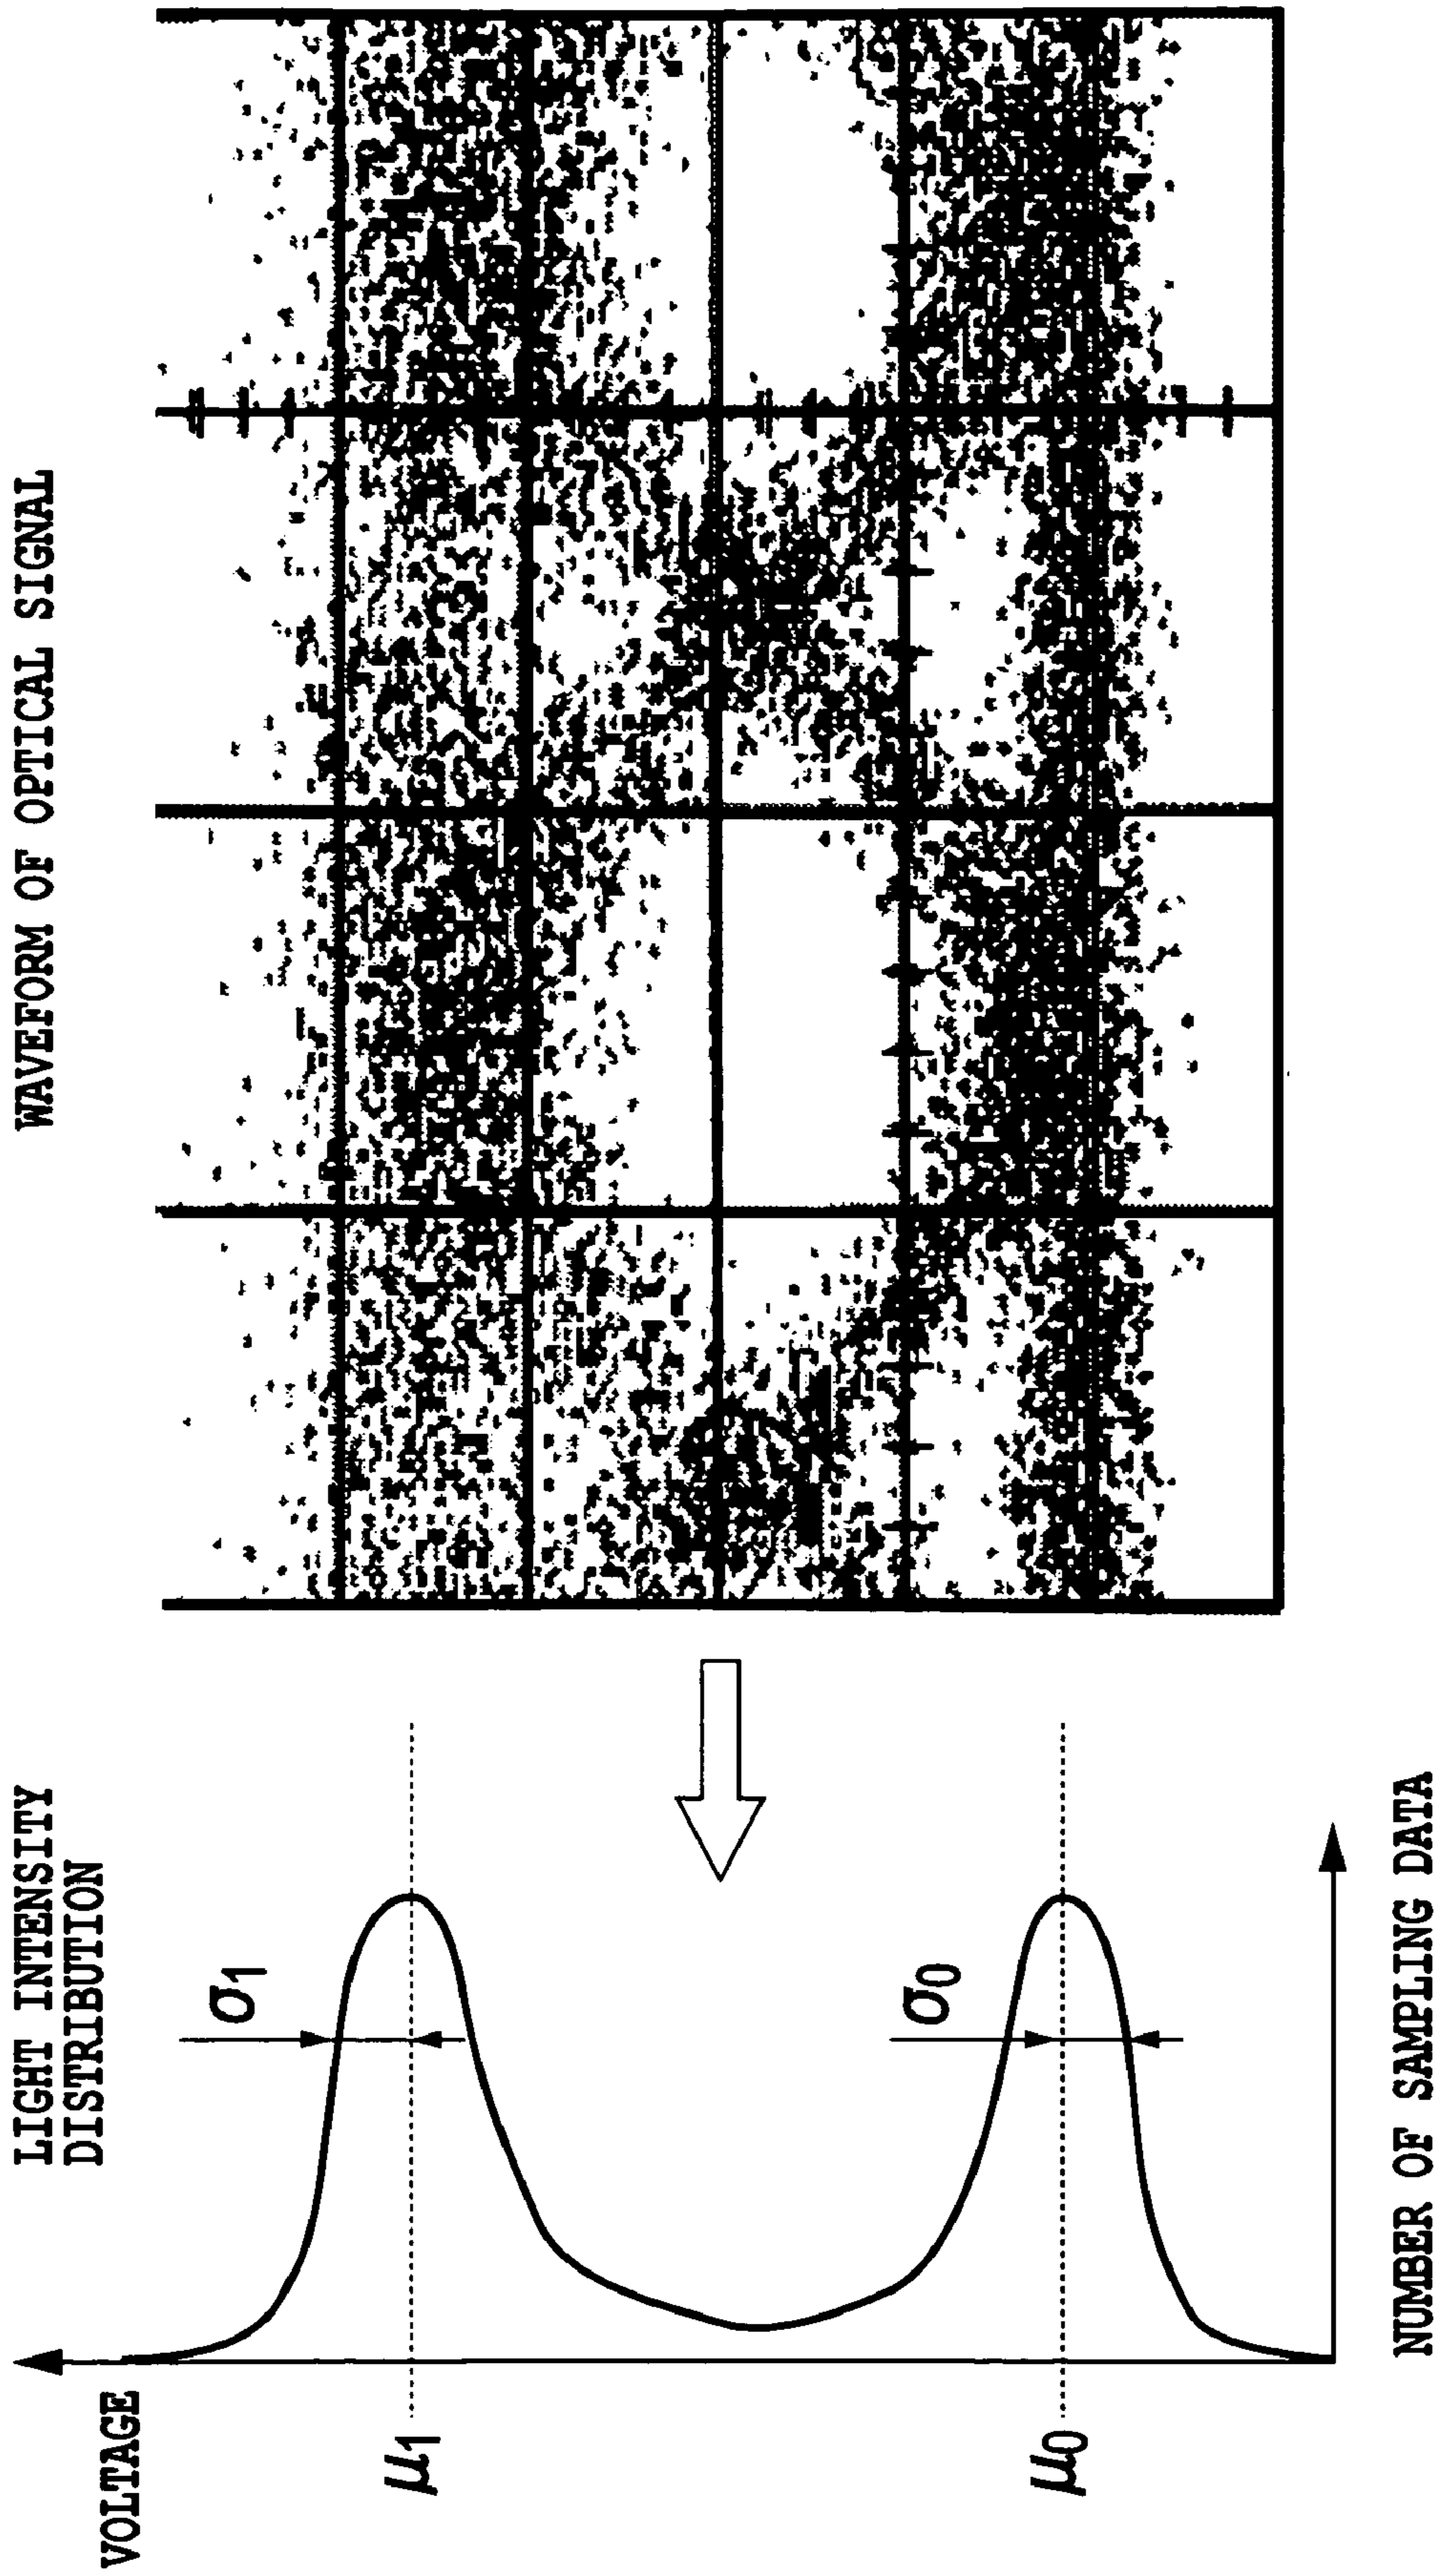 WAVEFORM OF OPTICAL SIGNAL
LIGHT INTENSITY
DISTRIBUTION
VOLTAGE
σ1
σ0
μ1
μ0
NUMBER OF SAMPLING DATA